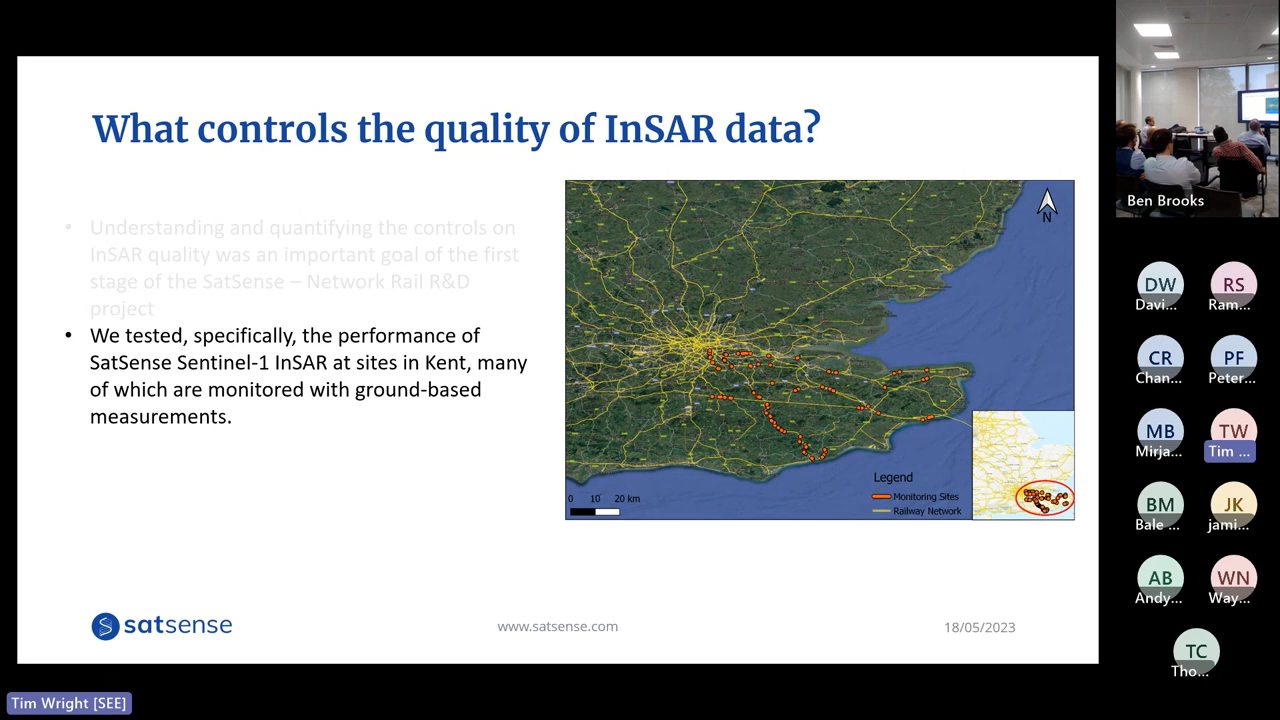 What controls the quality of InSAR data?
• Understanding and quantifying the controls on
InSAR quality was an important goal of the first
stage of the SatSense – Network Rail R&D
project
• We tested, specifically, the performance of
SatSense Sentinel-1 InSAR at sites in Kent, many
of which are monitored with ground-based
measurements.
N
0 10 20 km
Legend
Monitoring Sites
Railway Network
satsense
www.satsense.com
18/05/2023
Tim Wright [SEE]
Ben Brooks
DW
Davi...
RS
Ram...
CR
Chan...
PF
Peter...
MB
Mirja...
TW
Tim ...
BM
Bale ...
JK
jami...
AB
Andy...
WN
Way...
TC
Tho...